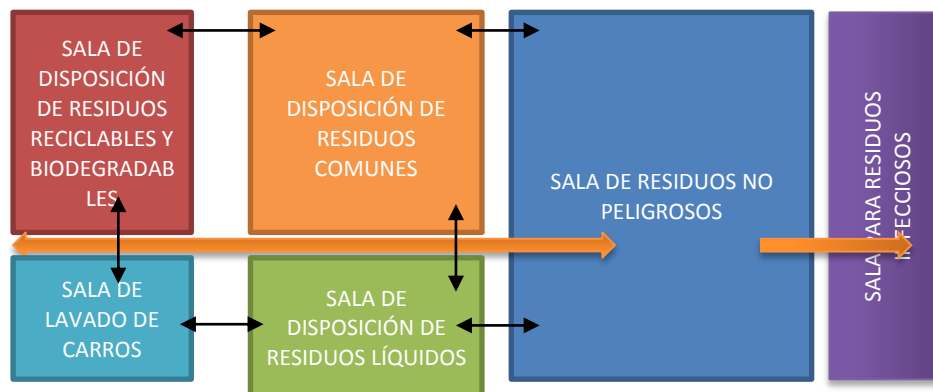 SALA DE
DISPOSICIÓN
DE RESIDUOS
RECICLABLES Y
BIODEGRADAB
LES
SALA DE
DISPOSICIÓN DE
RESIDUOS
COMUNES
SALA DE RESIDUOS NO
PELIGROSOS
SALA PARA RESIDUOS
INFECCIOSOS
SALA DE
LAVADO DE
CARROS
SALA DE
DISPOSICIÓN DE
RESIDUOS LÍQUIDOS